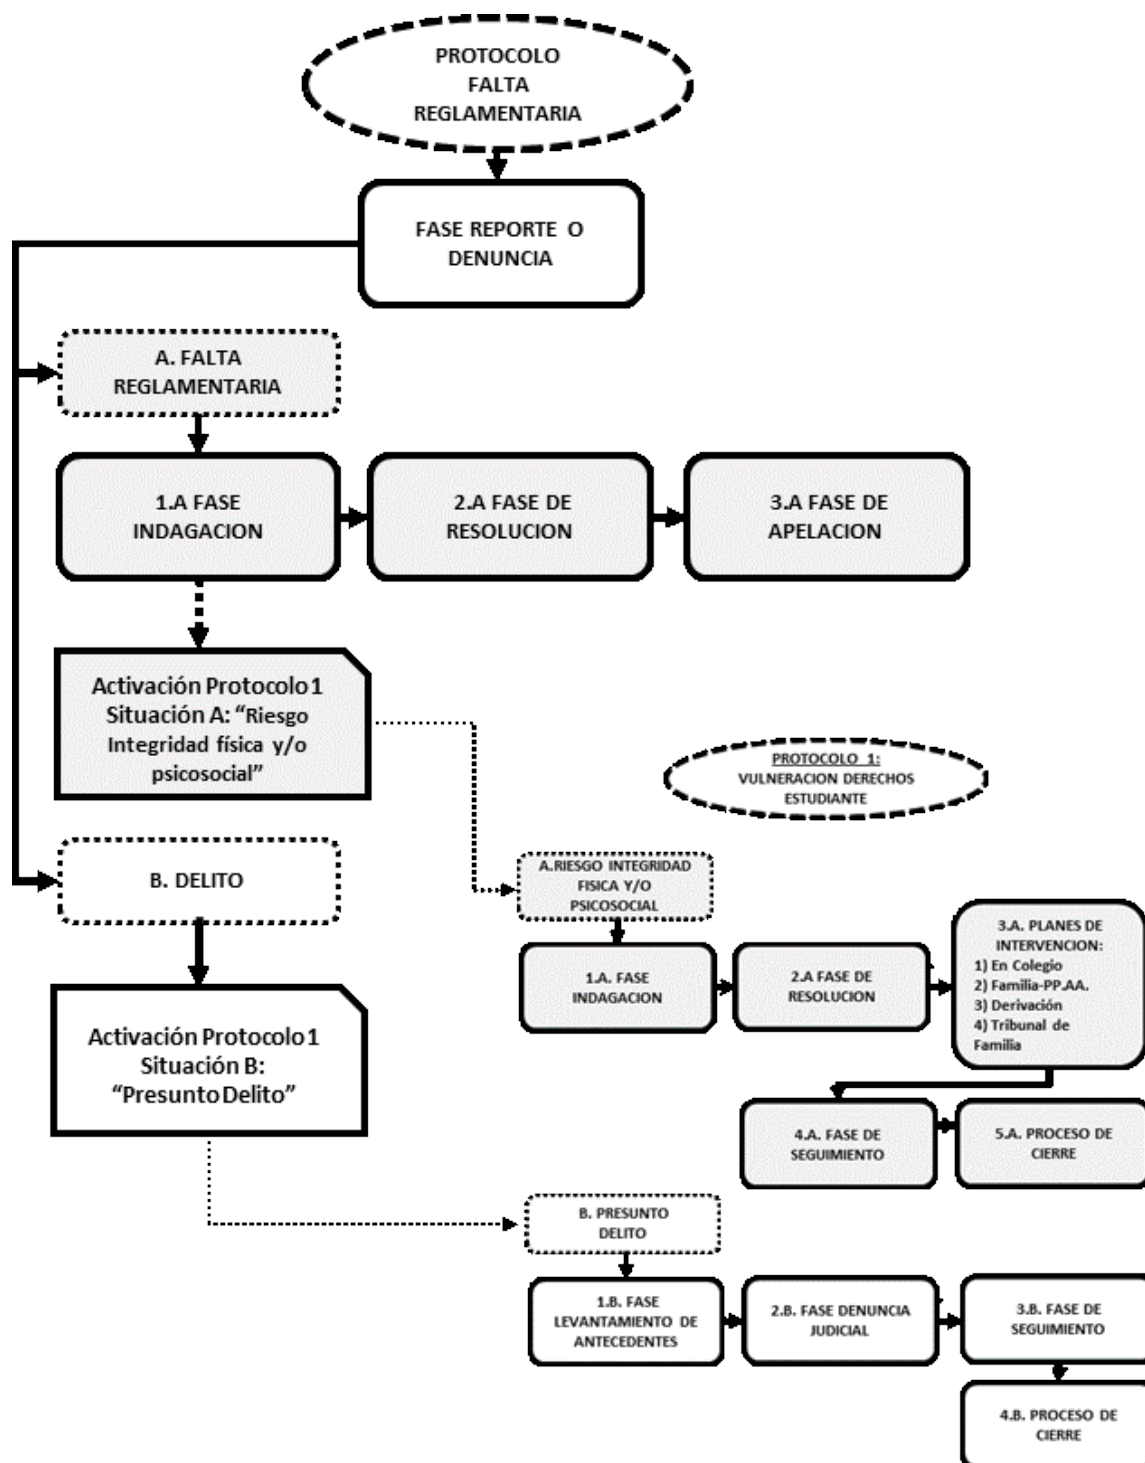 PROTOCOLO
FALTA
REGLAMENTARIA
FASE REPORTE O
DENUNCIA
A. FALTA
REGLAMENTARIA
1.A FASE
INDAGACION
2.A FASE DE
RESOLUCION
3.A FASE DE
APELACION
Activación Protocolo 1
Situación A: “Riesgo
Integridad física y/o
psicosocial”
PROTOCOLO 1:
VULNERACION DERECHOS
ESTUDIANTE
B. DELITO
A.RIESGO INTEGRIDAD
FISICA Y/O
PSICOSOCIAL
1.A. FASE
INDAGACION
2.A FASE DE
RESOLUCION
3.A. PLANES DE
INTERVENCION:
1) En Colegio
2) Familia-PP.AA.
3) Derivación
4) Tribunal de
Familia
Activación Protocolo 1
Situación B:
“Presunto Delito”
4.A. FASE DE
SEGUIMIENTO
5.A. PROCESO DE
CIERRE
B. PRESUNTO
DELITO
1.B. FASE
LEVANTAMIENTO DE
ANTECEDENTES
2.B. FASE DENUNCIA
JUDICIAL
3.B. FASE DE
SEGUIMIENTO
4.B. PROCESO DE
CIERRE